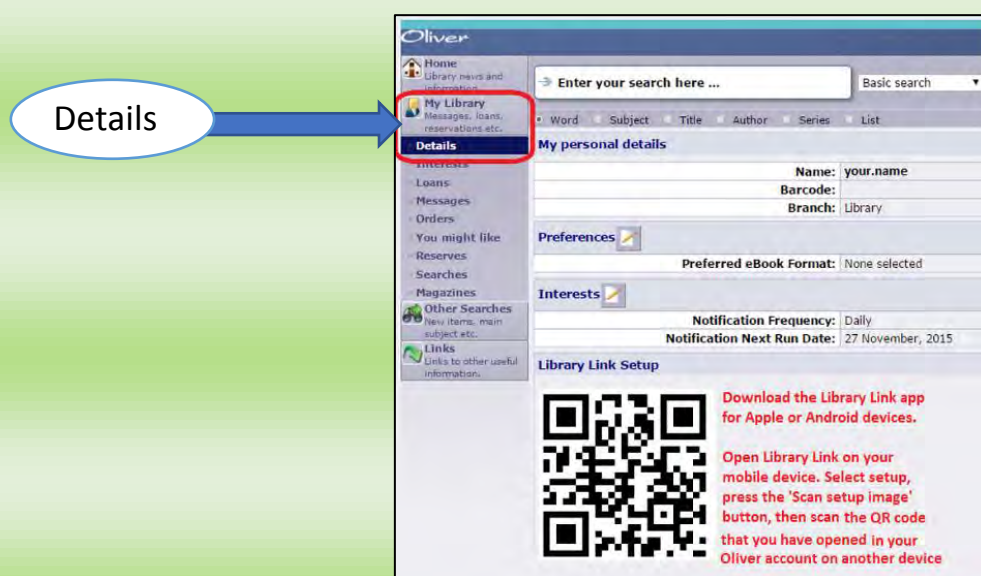 Details
Oliver
Home
Library news and
information
My Library
Messages, loans,
reservations etc.
Details
Interests
Loans
Messages
Orders
You might like
Reserves
Searches
Magazines
Other Searches
New items, main
subject etc.
Links
Links to other useful
information.
Enter your search here ...
Basic search
Word Subject Title Author Series List
My personal details
Name: your.name
Barcode:
Branch: Library
Preferences
Preferred eBook Format: None selected
Interests
Notification Frequency: Daily
Notification Next Run Date: 27 November, 2015
Library Link Setup
Download the Library Link app
for Apple or Android devices.
Open Library Link on your
mobile device. Select setup,
press the 'Scan setup image'
button, then scan the QR code
that you have opened in your
Oliver account on another device